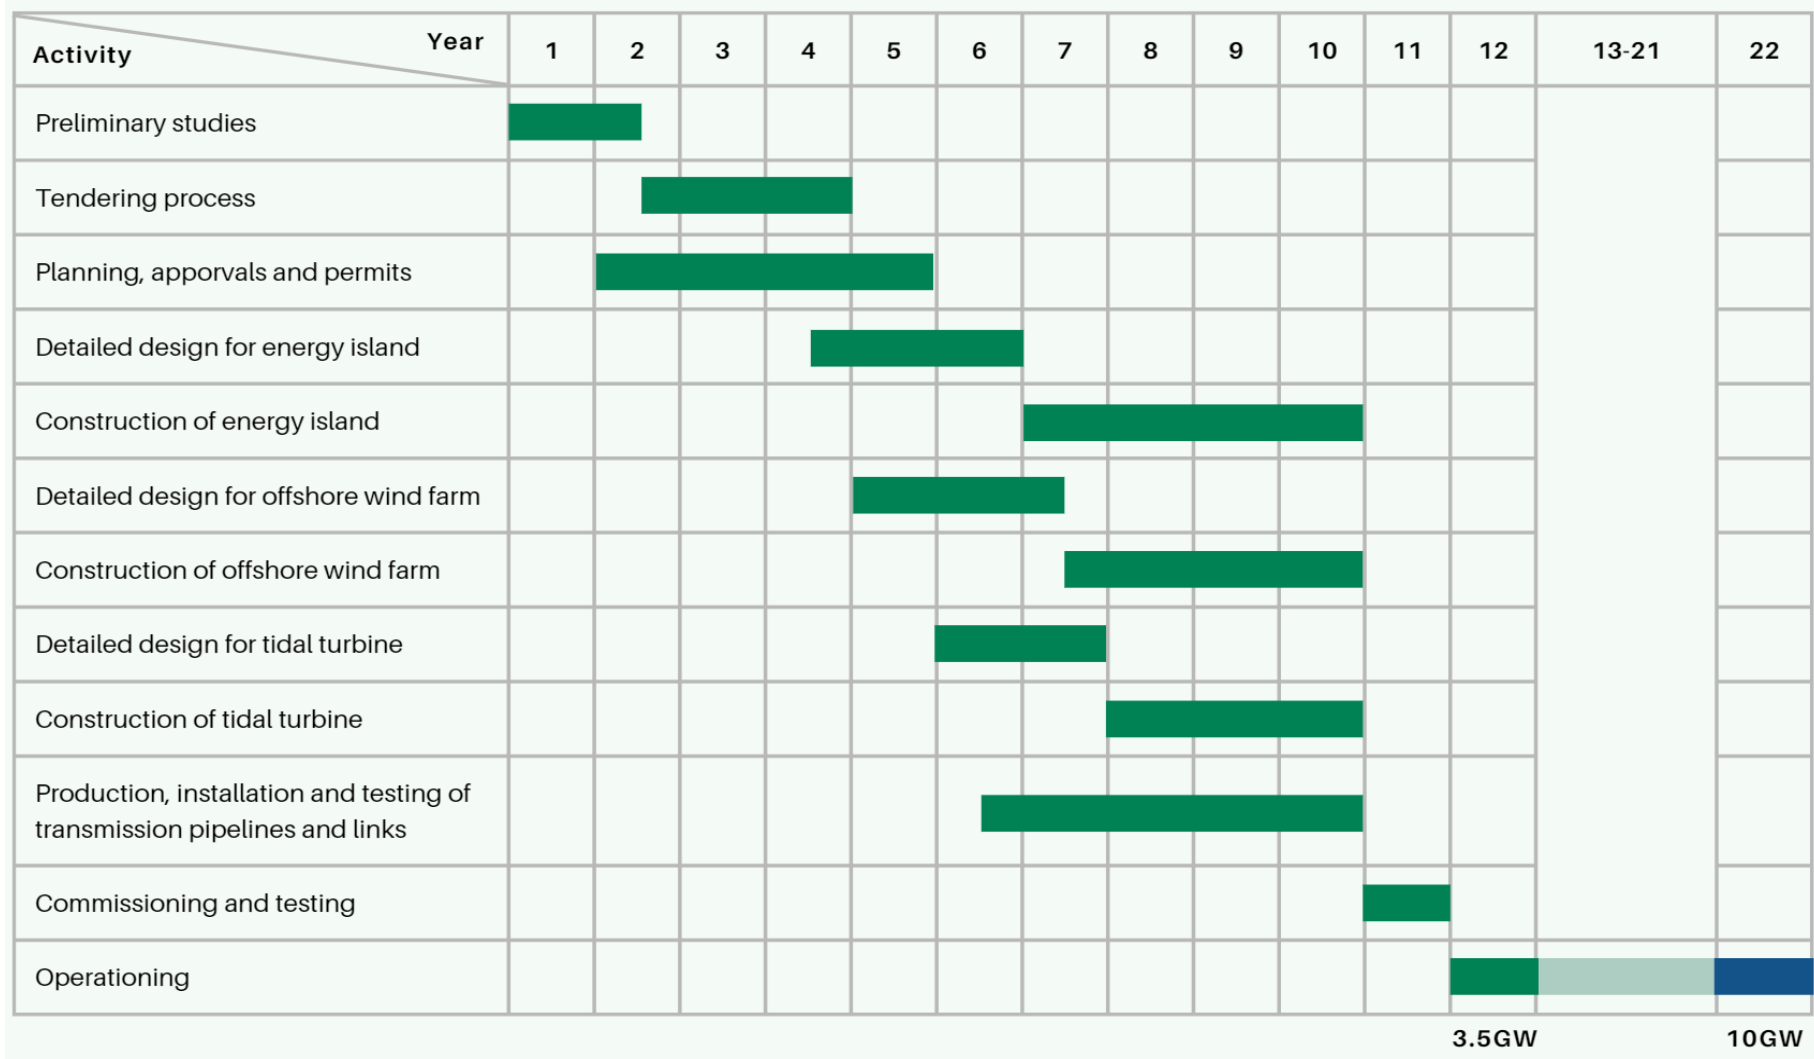 Year
Activity
1 2 3 4 5 6 7 8 9 10 11 12 13-21 22
Preliminary studies
Tendering process
Planning, apporvals and permits
Detailed design for energy island
Construction of energy island
Detailed design for offshore wind farm
Construction of offshore wind farm
Detailed design for tidal turbine
Construction of tidal turbine
Production, installation and testing of
transmission pipelines and links
Commissioning and testing
Operationing
3.5GW 10GW